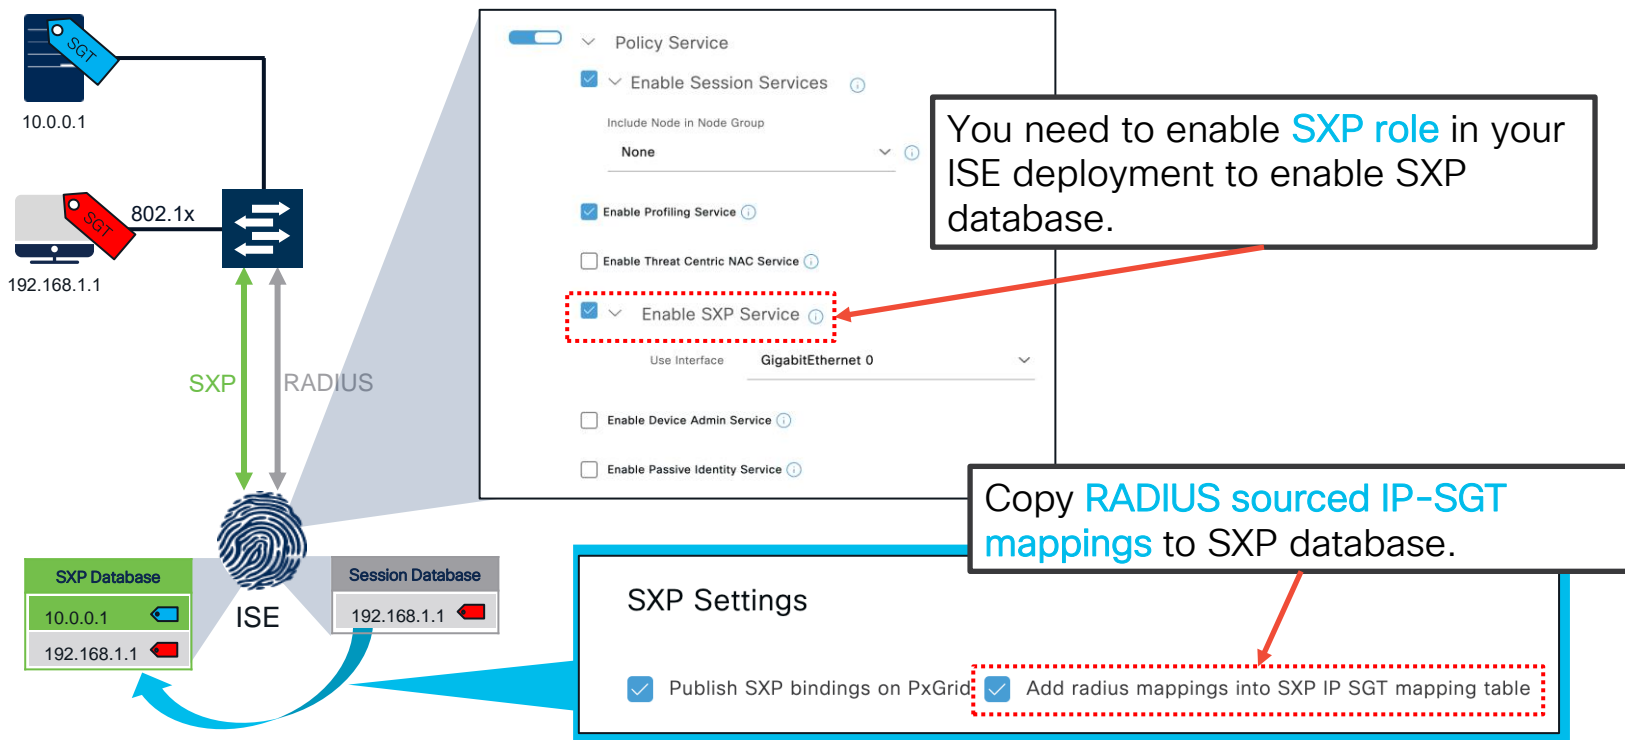 SGT
10.0.0.1
SGT
802.1x
192.168.1.1
SXP
RADIUS
ISE
SXP Database
10.0.0.1
192.168.1.1
Session Database
192.168.1.1
Policy Service
Enable Session Services
Include Node in Node Group
None
Enable Profiling Service
Enable Threat Centric NAC Service
Enable SXP Service
Use Interface GigabitEthernet 0
Enable Device Admin Service
Enable Passive Identity Service
You need to enable SXP role in your
ISE deployment to enable SXP
database.
Copy RADIUS sourced IP-SGT
mappings to SXP database.
SXP Settings
Publish SXP bindings on PxGrid
Add radius mappings into SXP IP SGT mapping table